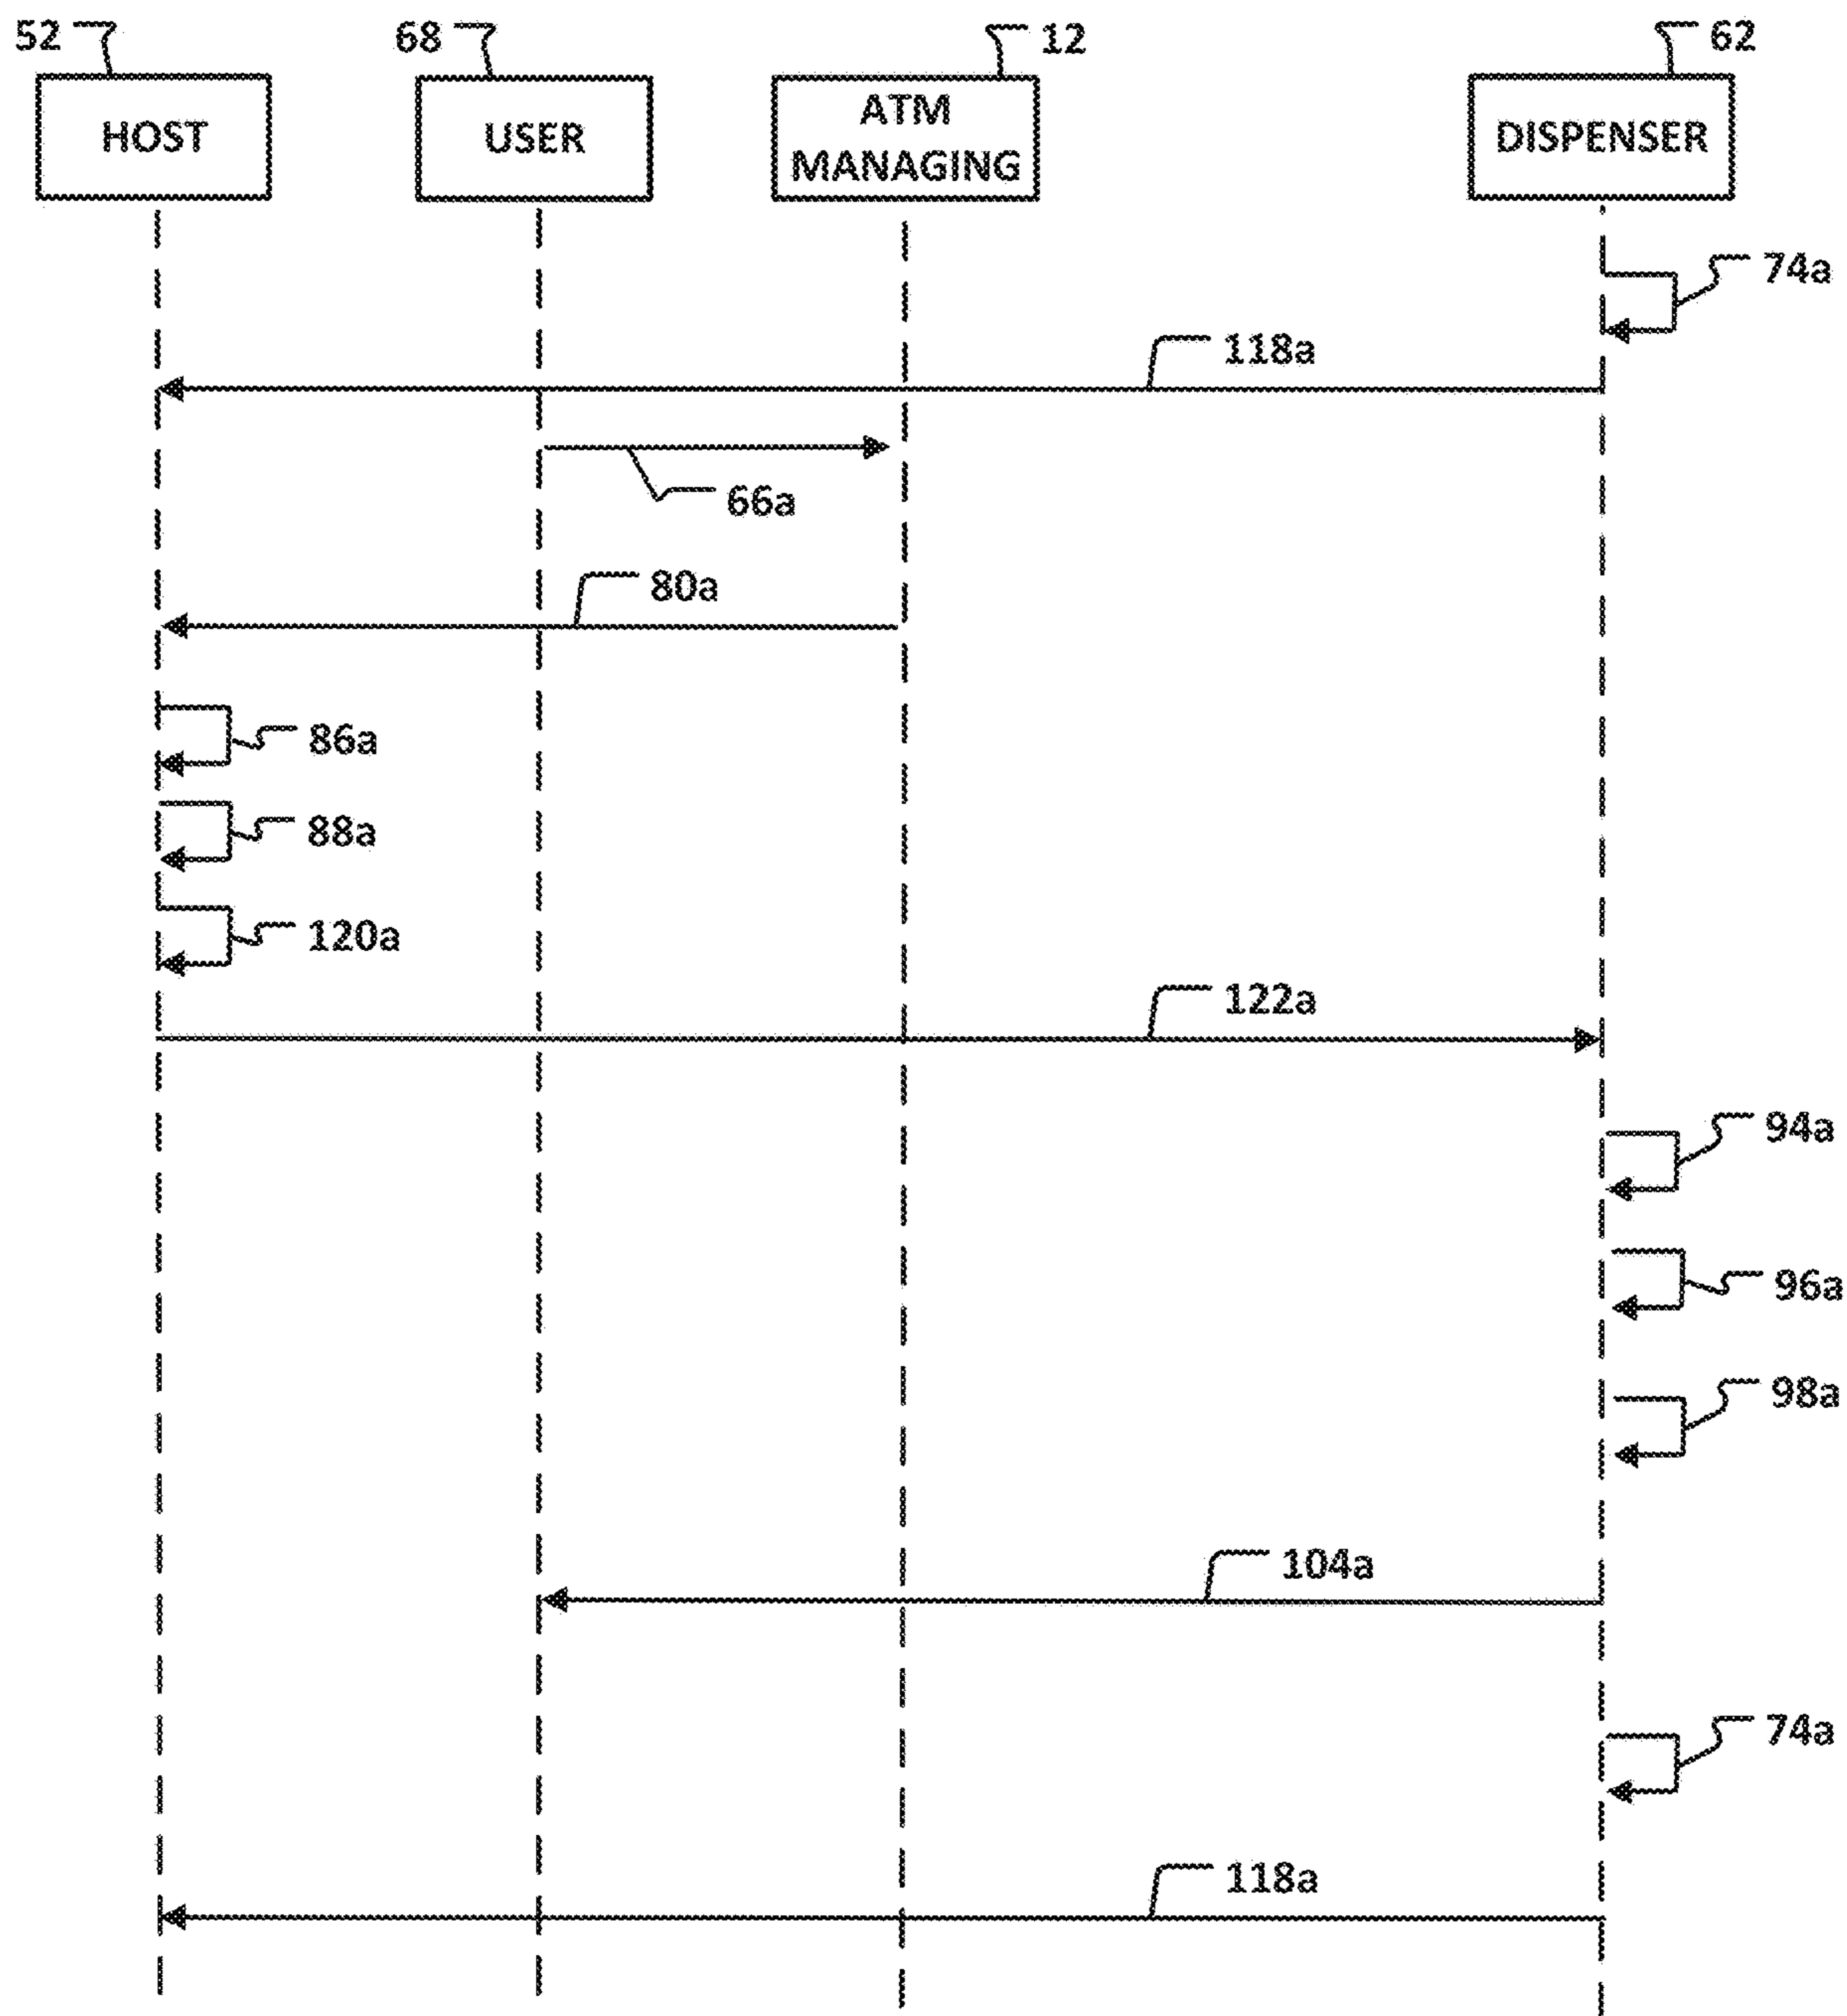 52
68
12
62
HOST
USER
ATM
MANAGING
DISPENSER
74a
118a
66a
80a
86a
88a
120a
122a
94a
96a
98a
104a
74a
118a